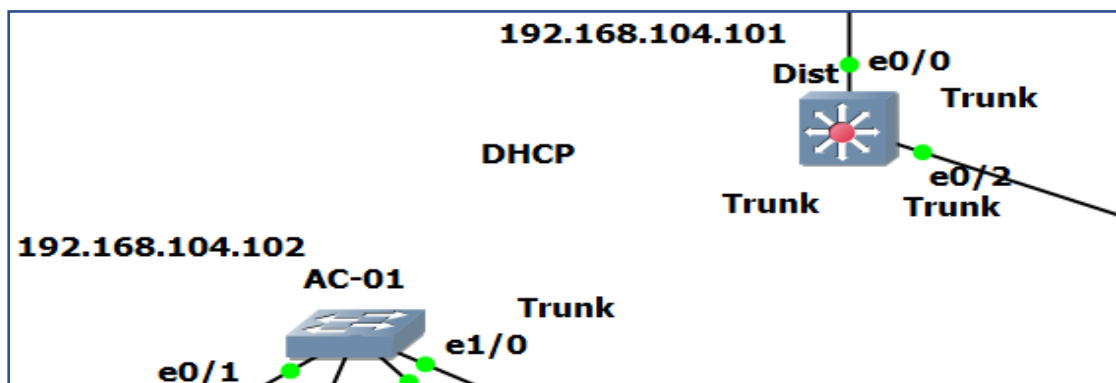 192.168.104.101
Dist
e0/0
Trunk
DHCP
e0/2
Trunk
Trunk
192.168.104.102
AC-01
Trunk
e1/0
e0/1